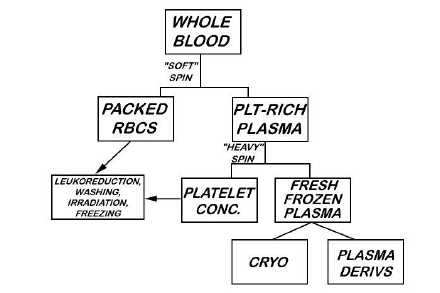 WHOLE
BLOOD
"SOFT"
SPIN
PACKED
RBCS
PLT-RICH
PLASMA
"HEAVY"
SPIN
LEUKOREDUCTION,
WASHING,
IRRADIATION,
FREEZING
PLATELET
CONC.
FRESH
FROZEN
PLASMA
CRYO
PLASMA
DERIVS